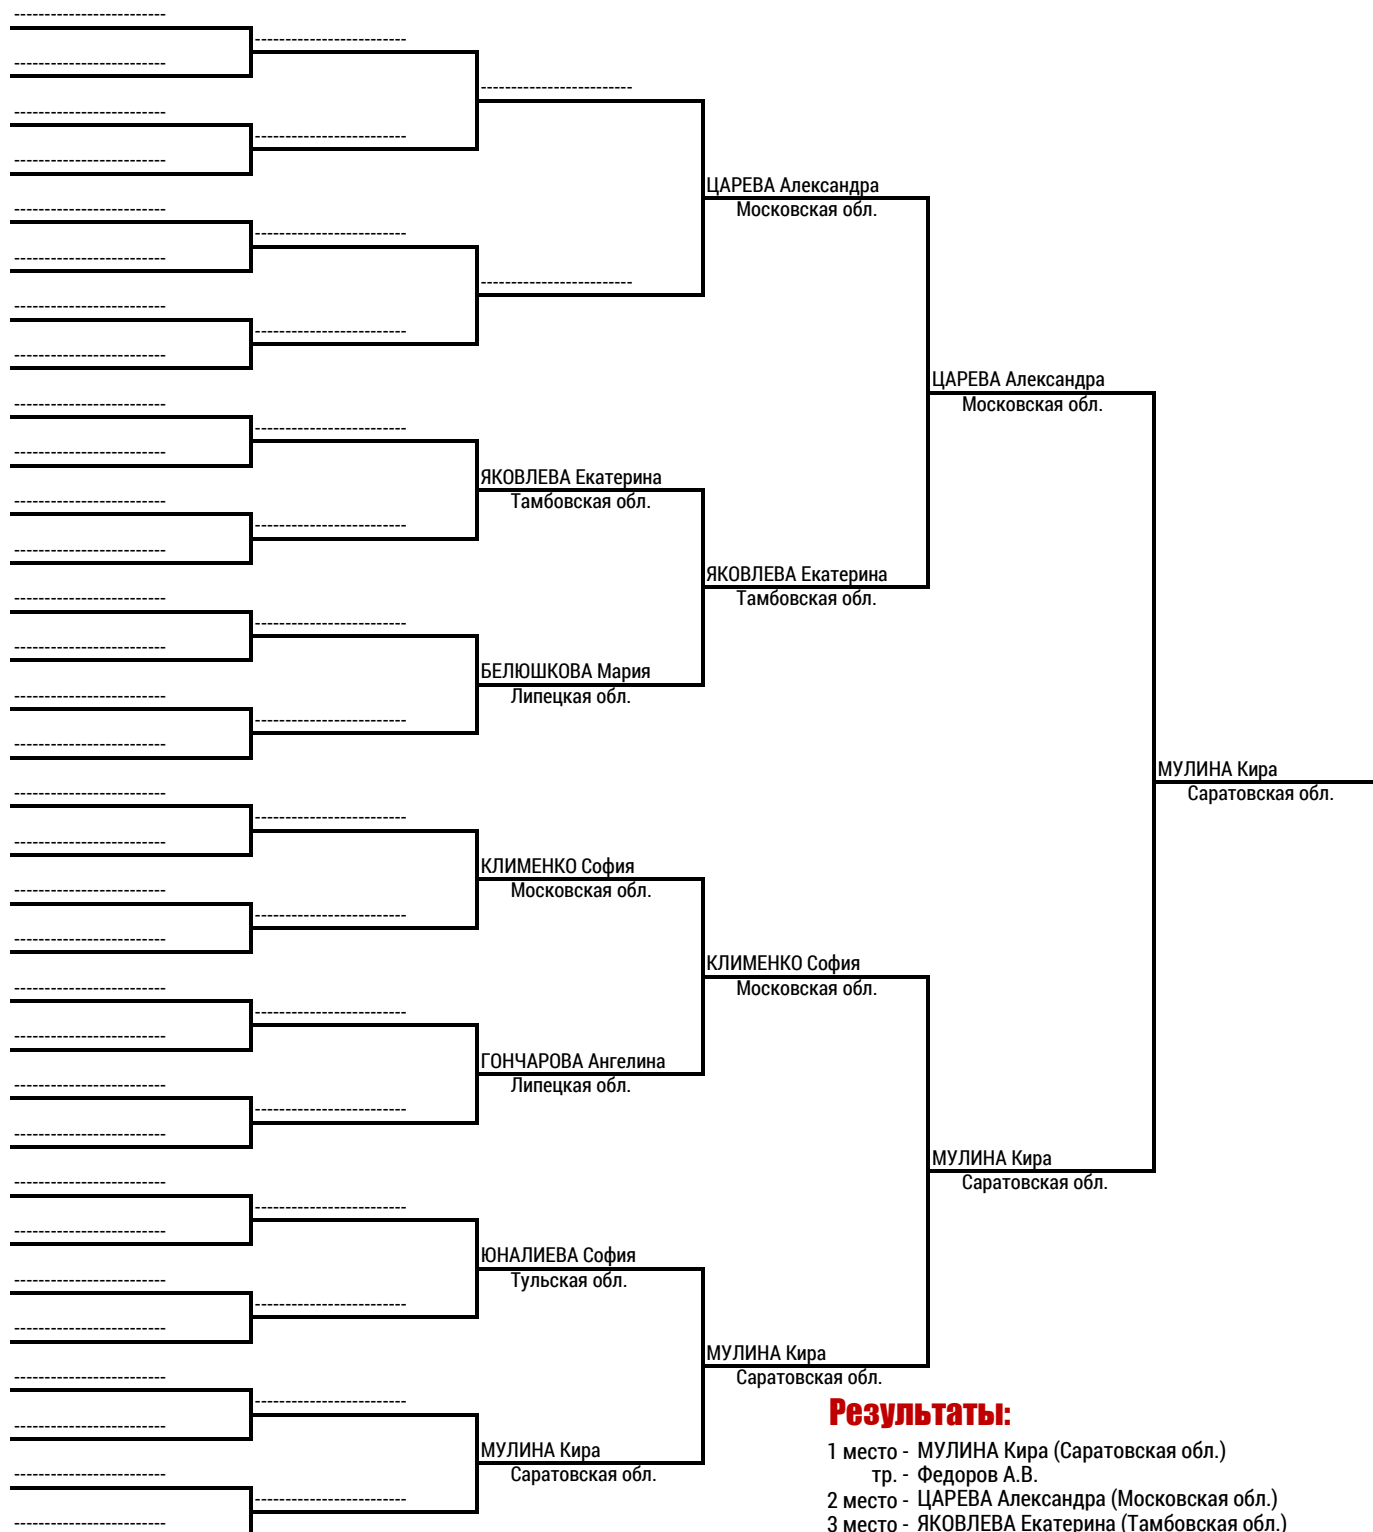 ЦАРЕВА Александра
Московская обл.
ЦАРЕВА Александра
Московская обл.
ЯКОВЛЕВА Екатерина
Тамбовская обл.
ЯКОВЛЕВА Екатерина
Тамбовская обл.
БЕЛЮШКОВА Мария
Липецкая обл.
МУЛИНА Кира
Саратовская обл.
КЛИМЕНКО София
Московская обл.
КЛИМЕНКО София
Московская обл.
ГОНЧАРОВА Ангелина
Липецкая обл.
МУЛИНА Кира
Саратовская обл.
ЮНАЛИЕВА София
Тульская обл.
МУЛИНА Кира
Саратовская обл.
МУЛИНА Кира
Саратовская обл.
Результаты:
1 место - МУЛИНА Кира (Саратовская обл.)
тр. - Федоров А.В.
2 место - ЦАРЕВА Александра (Московская обл.)
3 место - ЯКОВЛЕВА Екатерина (Тамбовская обл.)